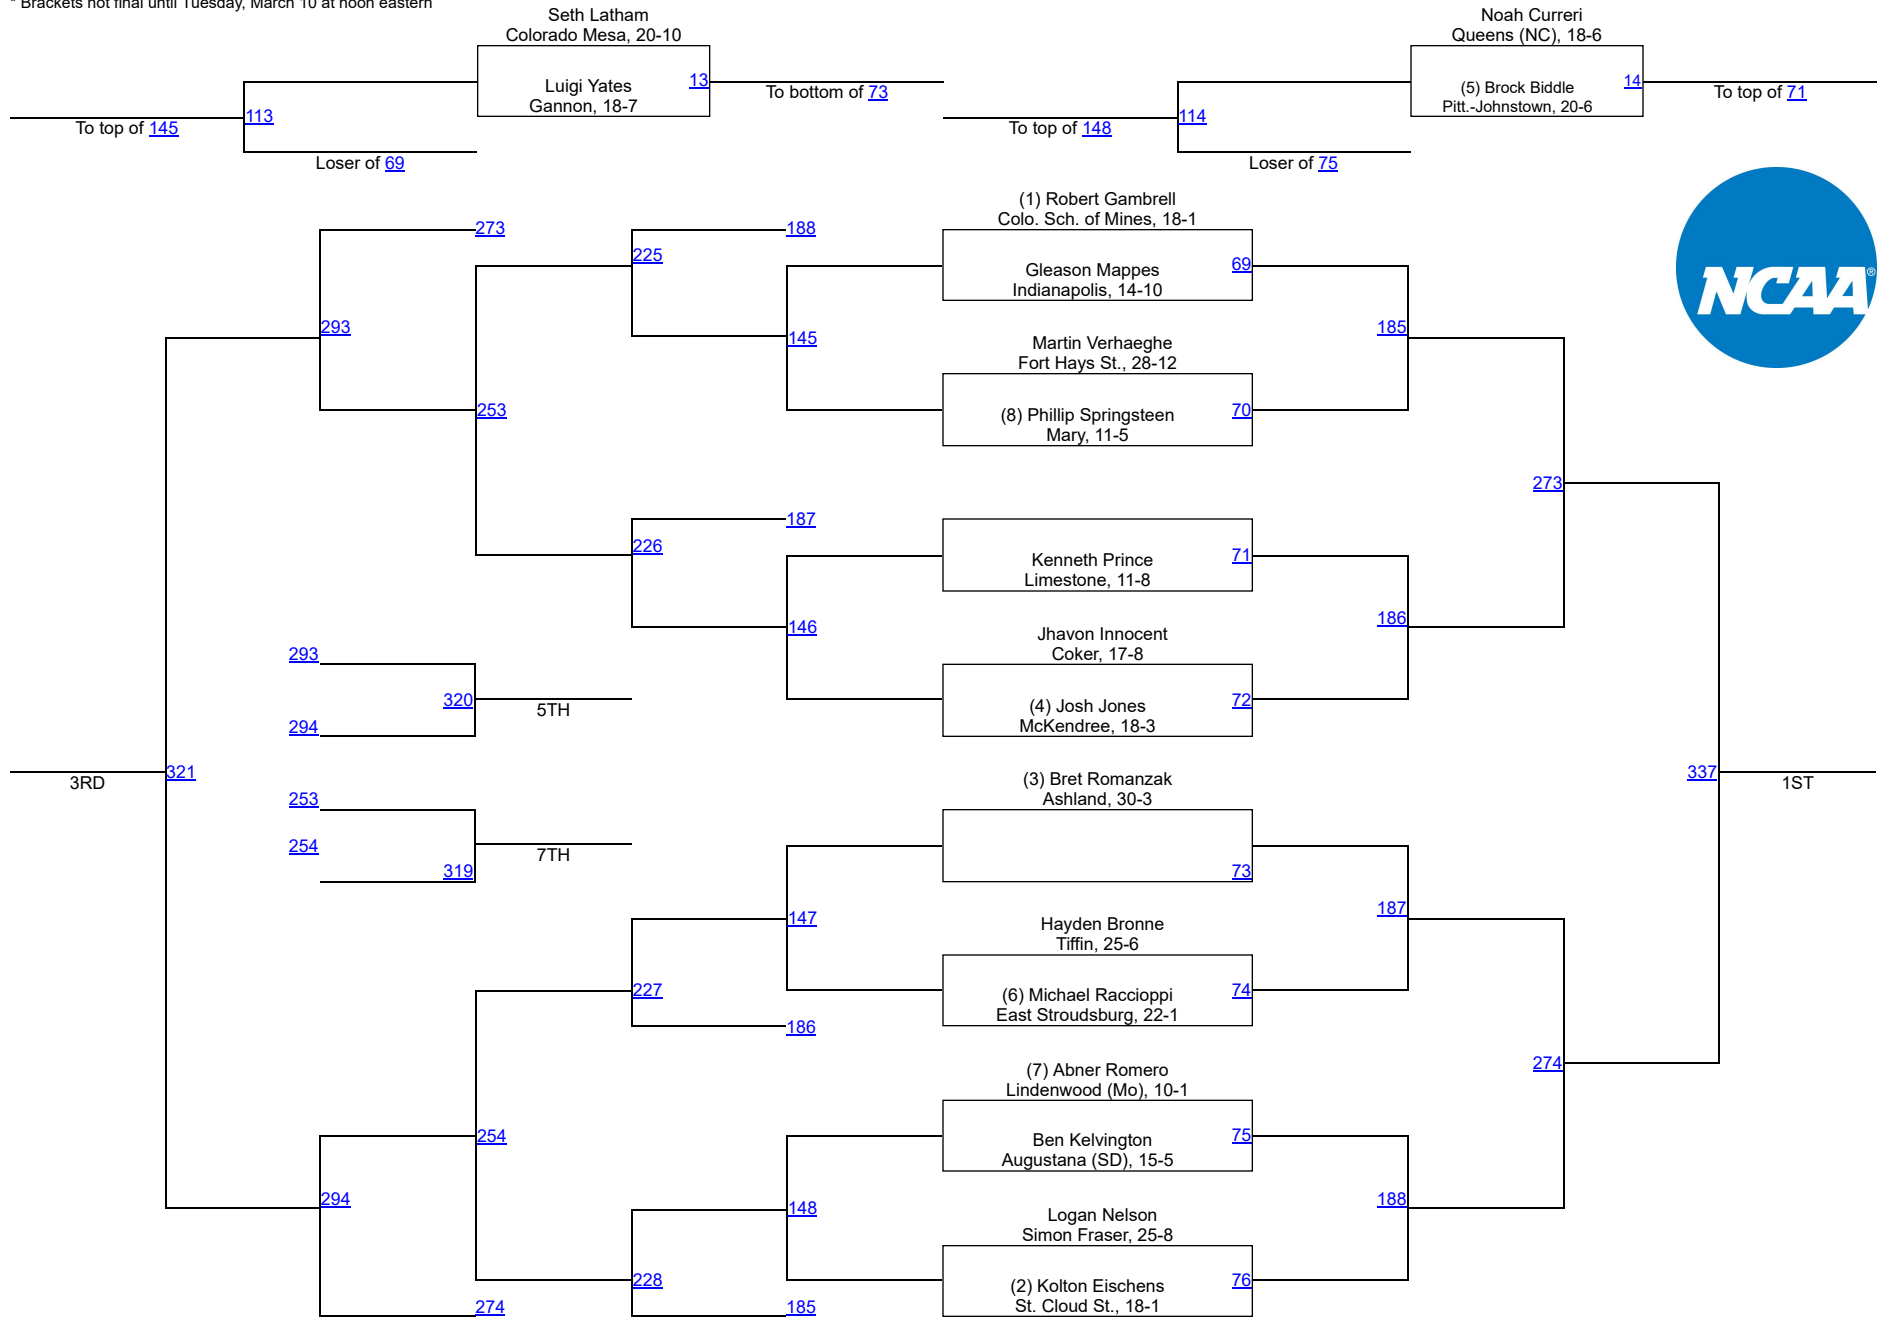 * Brackets not final until Tuesday, March 10 at noon eastern
Seth Latham
Colorado Mesa, 20-10
Luigi Yates
Gannon, 18-7
13
To bottom of 73
113
To top of 145
Loser of 69
Noah Curreri
Queens (NC), 18-6
(5) Brock Biddle
Pitt.-Johnstown, 20-6
14
To top of 71
114
To top of 148
Loser of 75
NCAA®
(1) Robert Gambrell
Colo. Sch. of Mines, 18-1
Gleason Mappes
Indianapolis, 14-10
69
Martin Verhaeghe
Fort Hays St., 28-12
(8) Phillip Springsteen
Mary, 11-5
70
Kenneth Prince
Limestone, 11-8
71
Jhavon Innocent
Coker, 17-8
(4) Josh Jones
McKendree, 18-3
72
(3) Bret Romanzak
Ashland, 30-3
73
Hayden Bronne
Tiffin, 25-6
(6) Michael Raccioppi
East Stroudsburg, 22-1
74
(7) Abner Romero
Lindenwood (Mo), 10-1
Ben Kelvington
Augustana (SD), 15-5
75
Logan Nelson
Simon Fraser, 25-8
(2) Kolton Eischens
St. Cloud St., 18-1
76
185
186
187
188
273
274
337
1ST
273
188
225
293
145
253
187
226
146
293
320
5TH
294
321
3RD
253
254
7TH
319
147
227
186
254
294
148
228
274
185